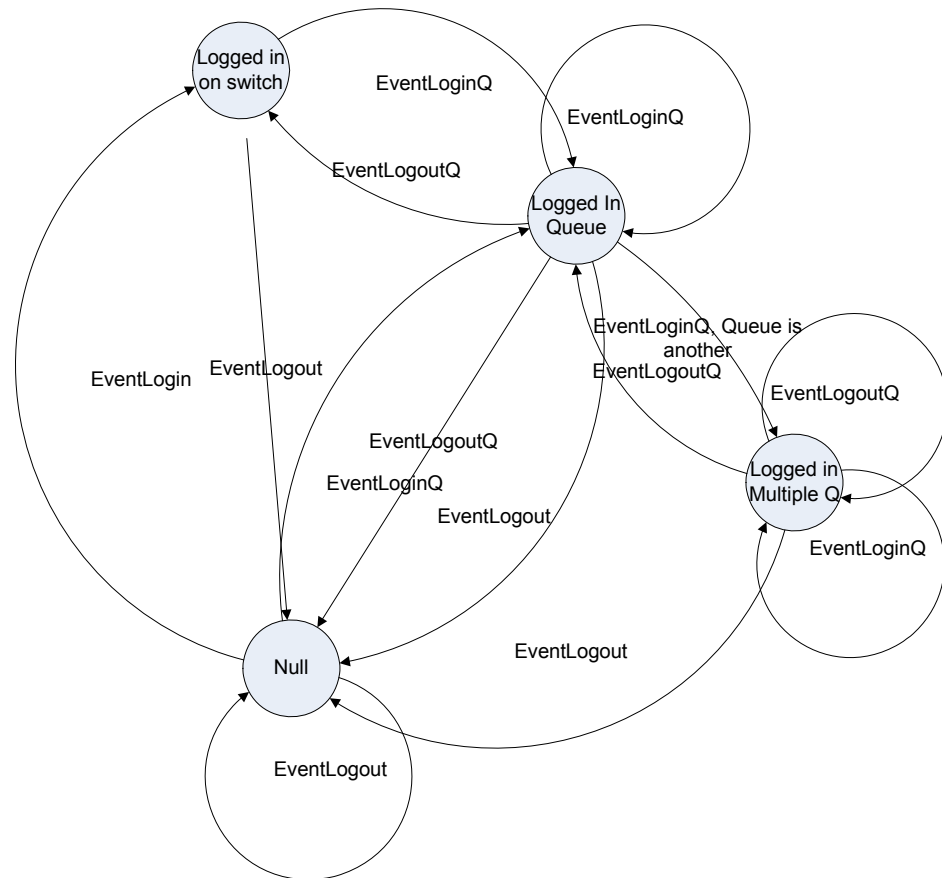 Logged in
on switch
EventLoginQ
EventLoginQ
EventLogoutQ
Logged In
Queue
EventLoginQ, Queue is
another
EventLogoutQ
EventLogin
EventLogout
EventLogoutQ
EventLogoutQ
EventLoginQ
Logged in
Multiple Q
EventLogout
EventLoginQ
EventLogout
Null
EventLogout